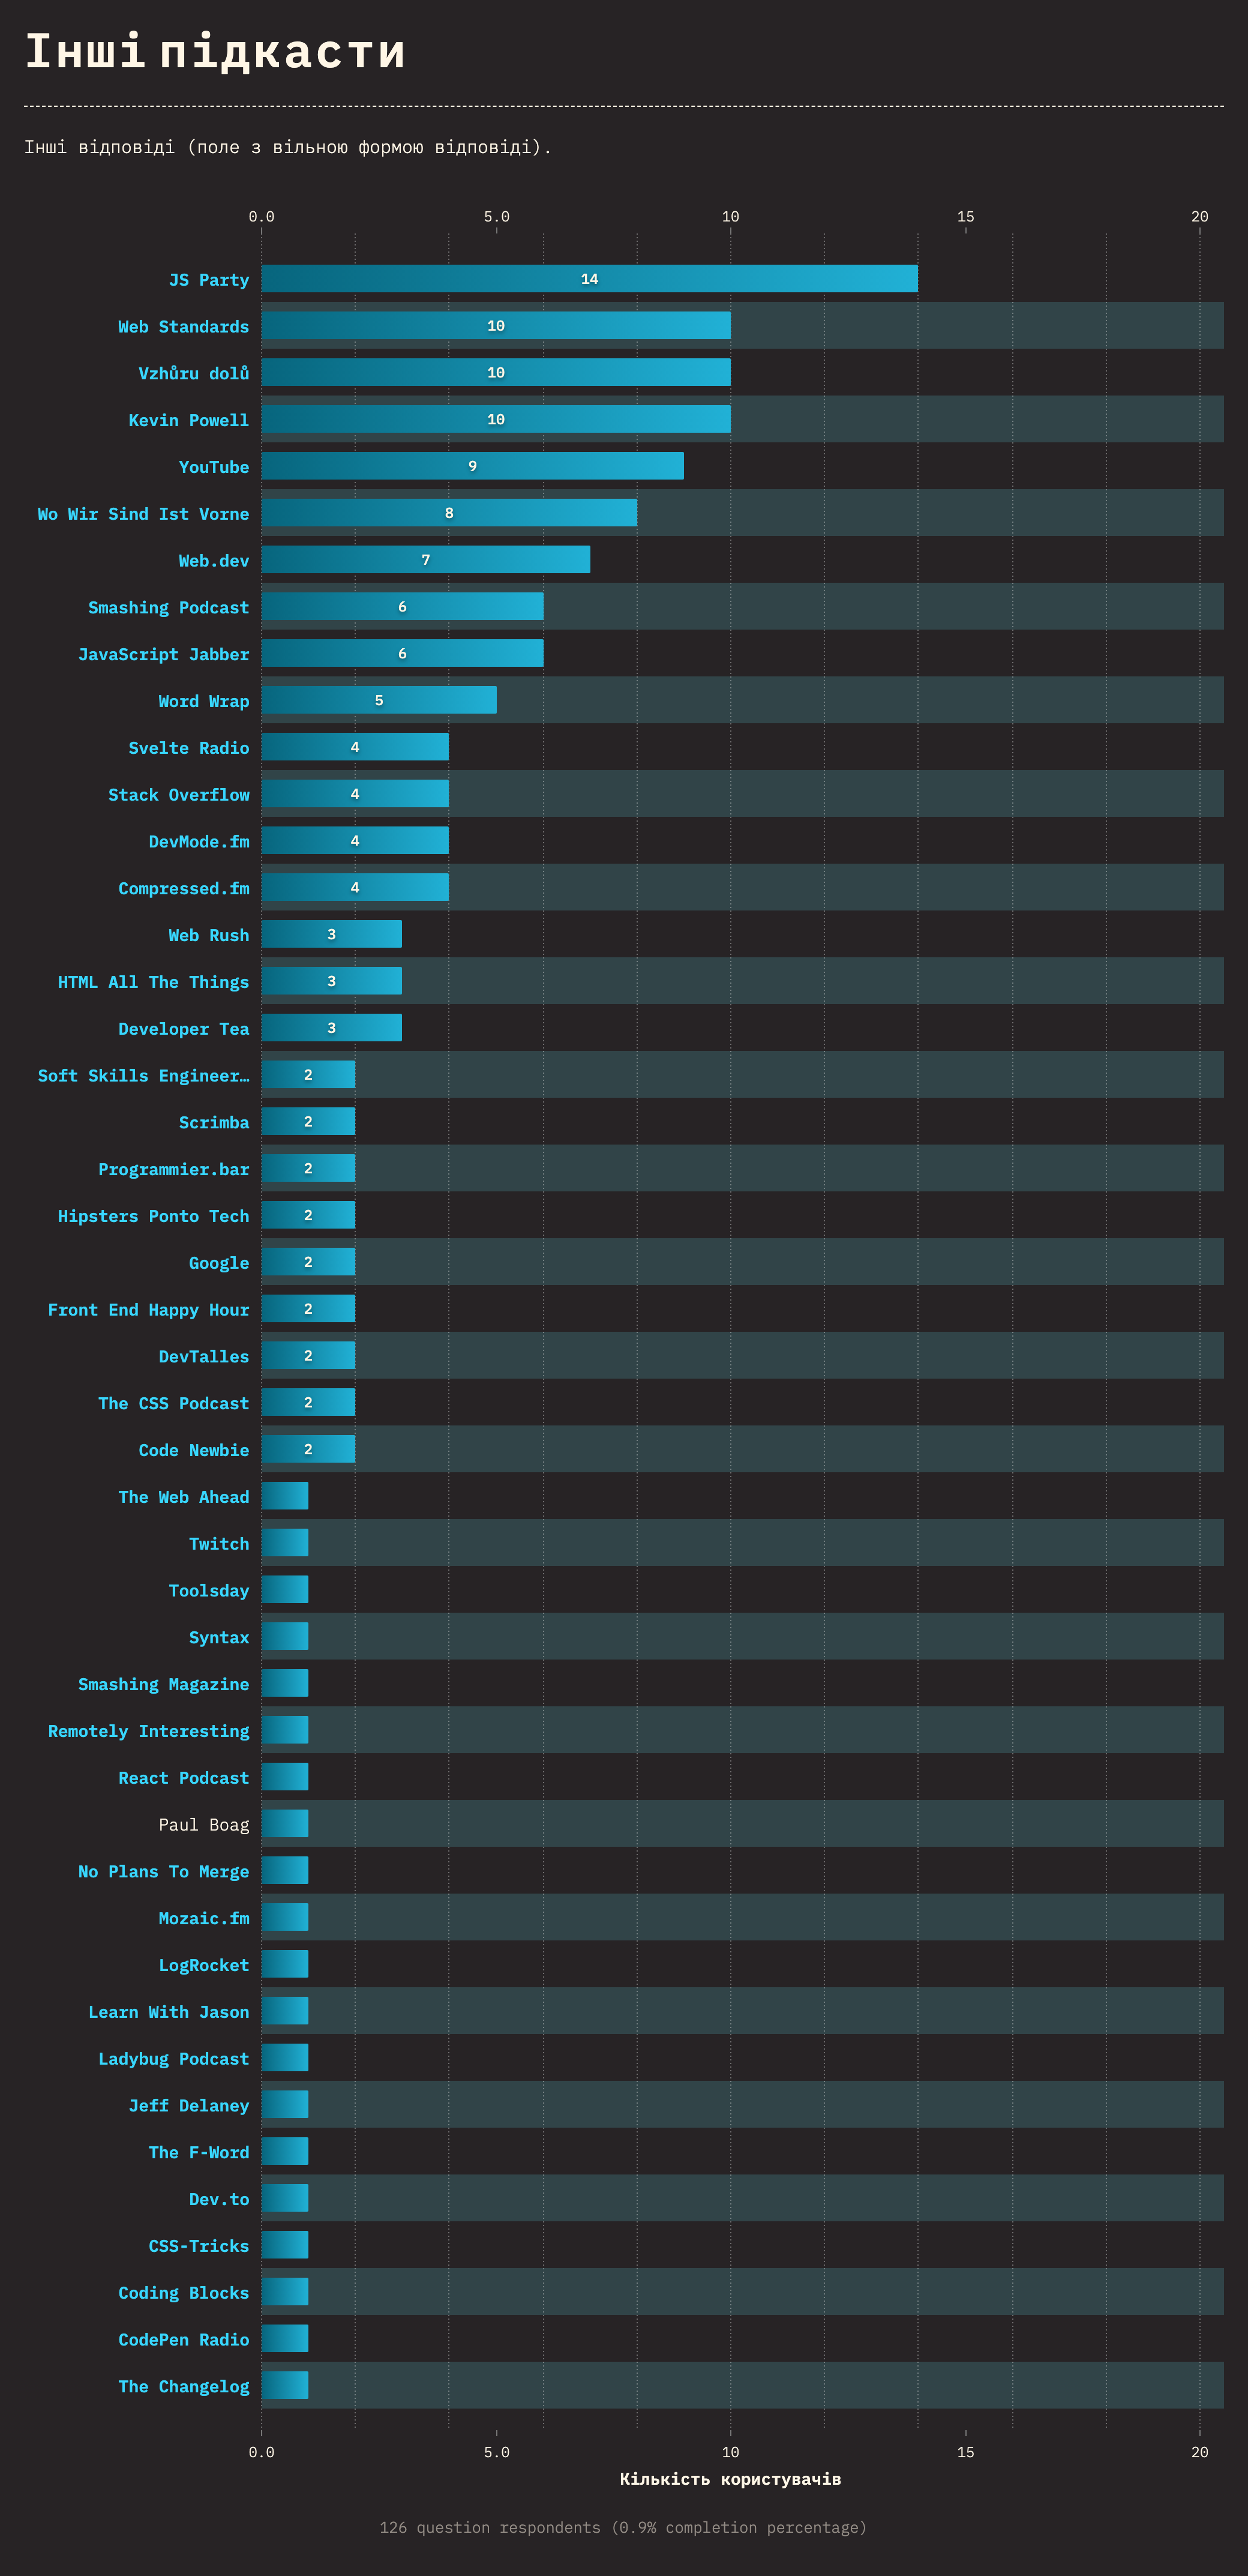 Інші підкасти
Інші відповіді (поле з вільною формою відповіді).
0.0 5.0 10 15 20
JS Party 14
Web Standards 10
Vzhůru dolů 10
Kevin Powell 10
YouTube 9
Wo Wir Sind Ist Vorne 8
Web.dev 7
Smashing Podcast 6
JavaScript Jabber 6
Word Wrap 5
Svelte Radio 4
Stack Overflow 4
DevMode.fm 4
Compressed.fm 4
Web Rush 3
HTML All The Things 3
Developer Tea 3
Soft Skills Engineer… 2
Scrimba 2
Programmier.bar 2
Hipsters Ponto Tech 2
Google 2
Front End Happy Hour 2
DevTalles 2
The CSS Podcast 2
Code Newbie 2
The Web Ahead
Twitch
Toolsday
Syntax
Smashing Magazine
Remotely Interesting
React Podcast
Paul Boag
No Plans To Merge
Mozaic.fm
LogRocket
Learn With Jason
Ladybug Podcast
Jeff Delaney
The F-Word
Dev.to
CSS-Tricks
Coding Blocks
CodePen Radio
The Changelog
0.0 5.0 10 15 20
Кількість користувачів
126 question respondents (0.9% completion percentage)